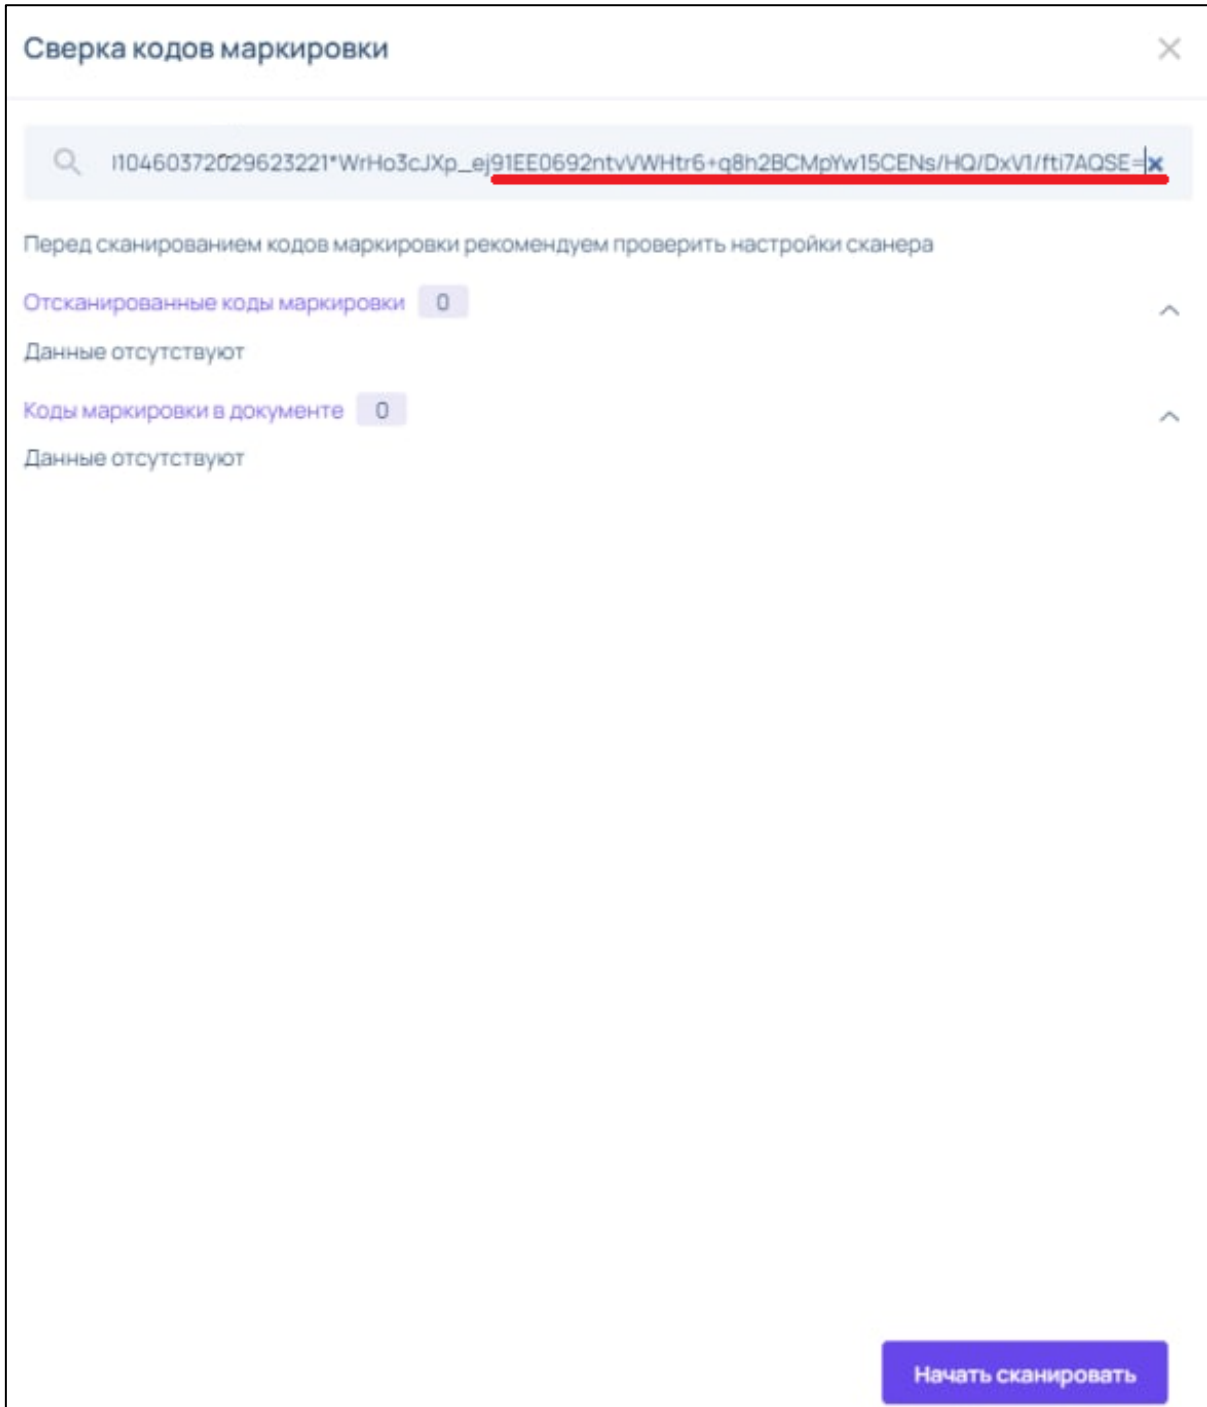 Сверка кодов маркировки
110460372029623221*WrHo3cJXp_ej91EE0692ntvVWHtr6+q8h2BCMpYw15CENs/HQ/DxV1/fti7AQSE=
Перед сканированием кодов маркировки рекомендуем проверить настройки сканера
Отсканированные коды маркировки 0
Данные отсутствуют
Коды маркировки в документе 0
Данные отсутствуют
Начать сканировать